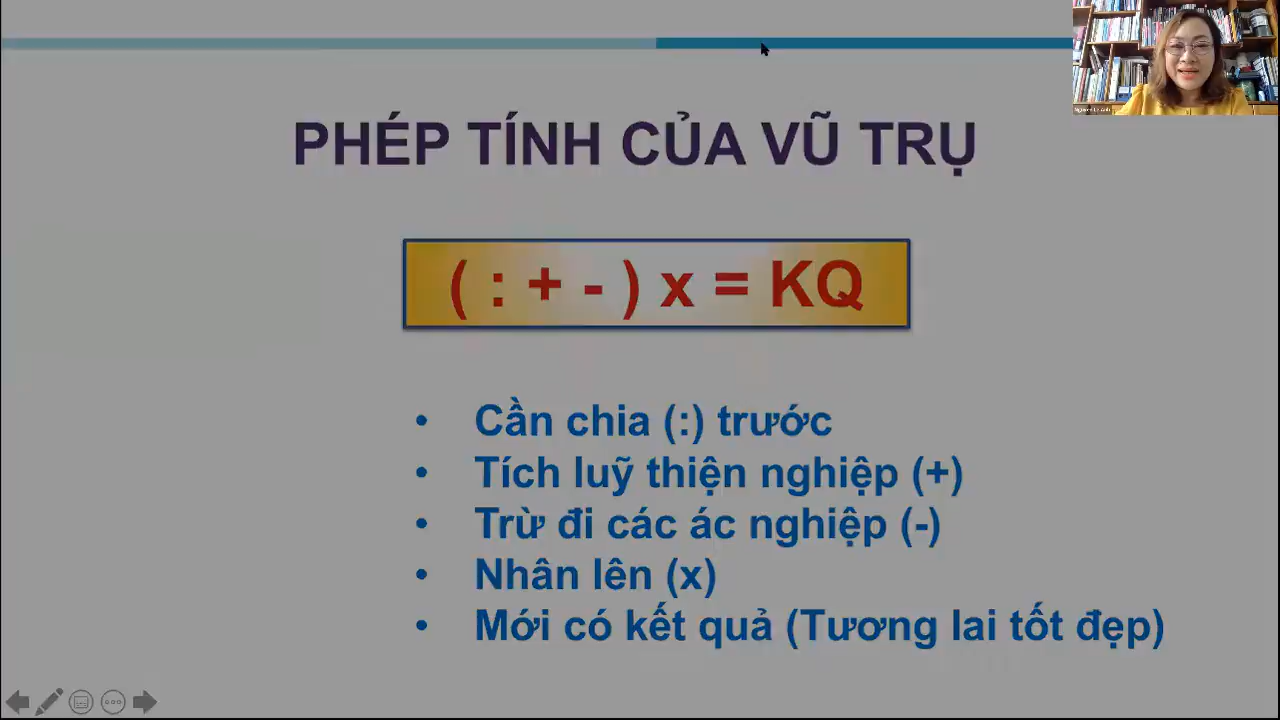 PHÉP TÍNH CỦA VŨ TRỤ
( : + - ) x = KQ
• Cần chia (:) trước
• Tích luỹ thiện nghiệp (+)
• Trừ đi các ác nghiệp (-)
• Nhân lên (x)
• Mới có kết quả (Tương lai tốt đẹp)